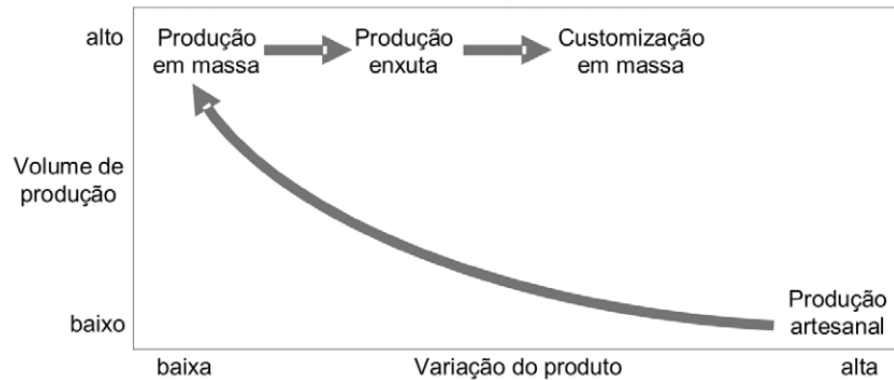 alto
Produção
em massa
Produção
enxuta
Customização
em massa
Volume de
produção
Produção
artesanal
baixo
baixa
Variação do produto
alta